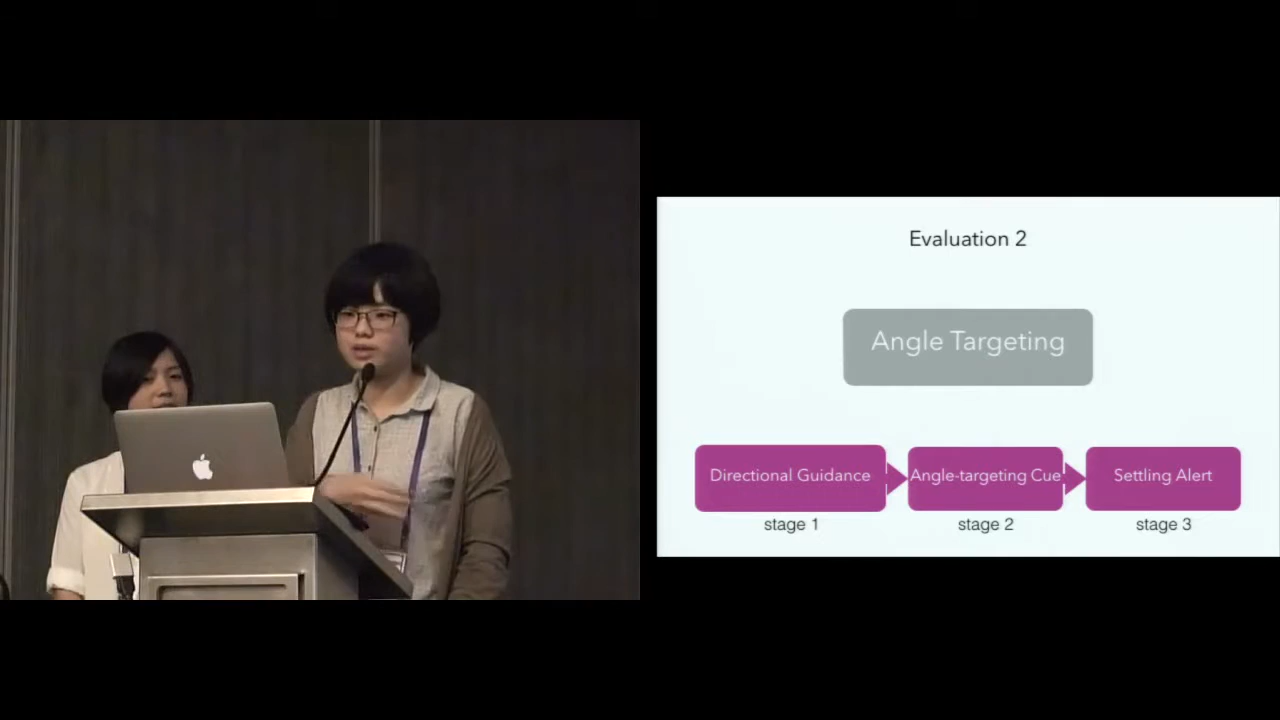 Evaluation 2
Angle Targeting
Directional Guidance
Angle-targeting Cue
Settling Alert
stage 1
stage 2
stage 3